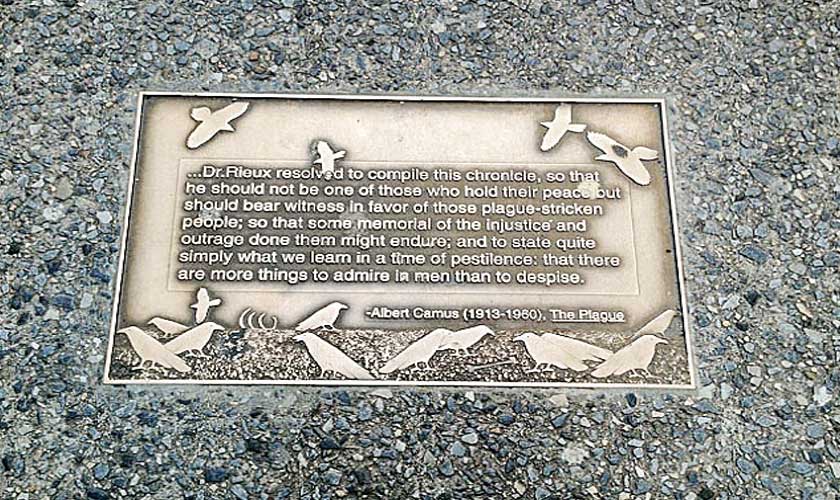 ...Dr.Rieux resolved to compile this chronicle, so that
he should not be one of those who hold their peace but
should bear witness in favor of those plague-stricken
people; so that some memorial of the injustice and
outrage done them might endure; and to state quite
simply what we learn in a time of pestilence: that there
are more things to admire in men than to despise.
-Albert Camus (1913-1960), The Plague